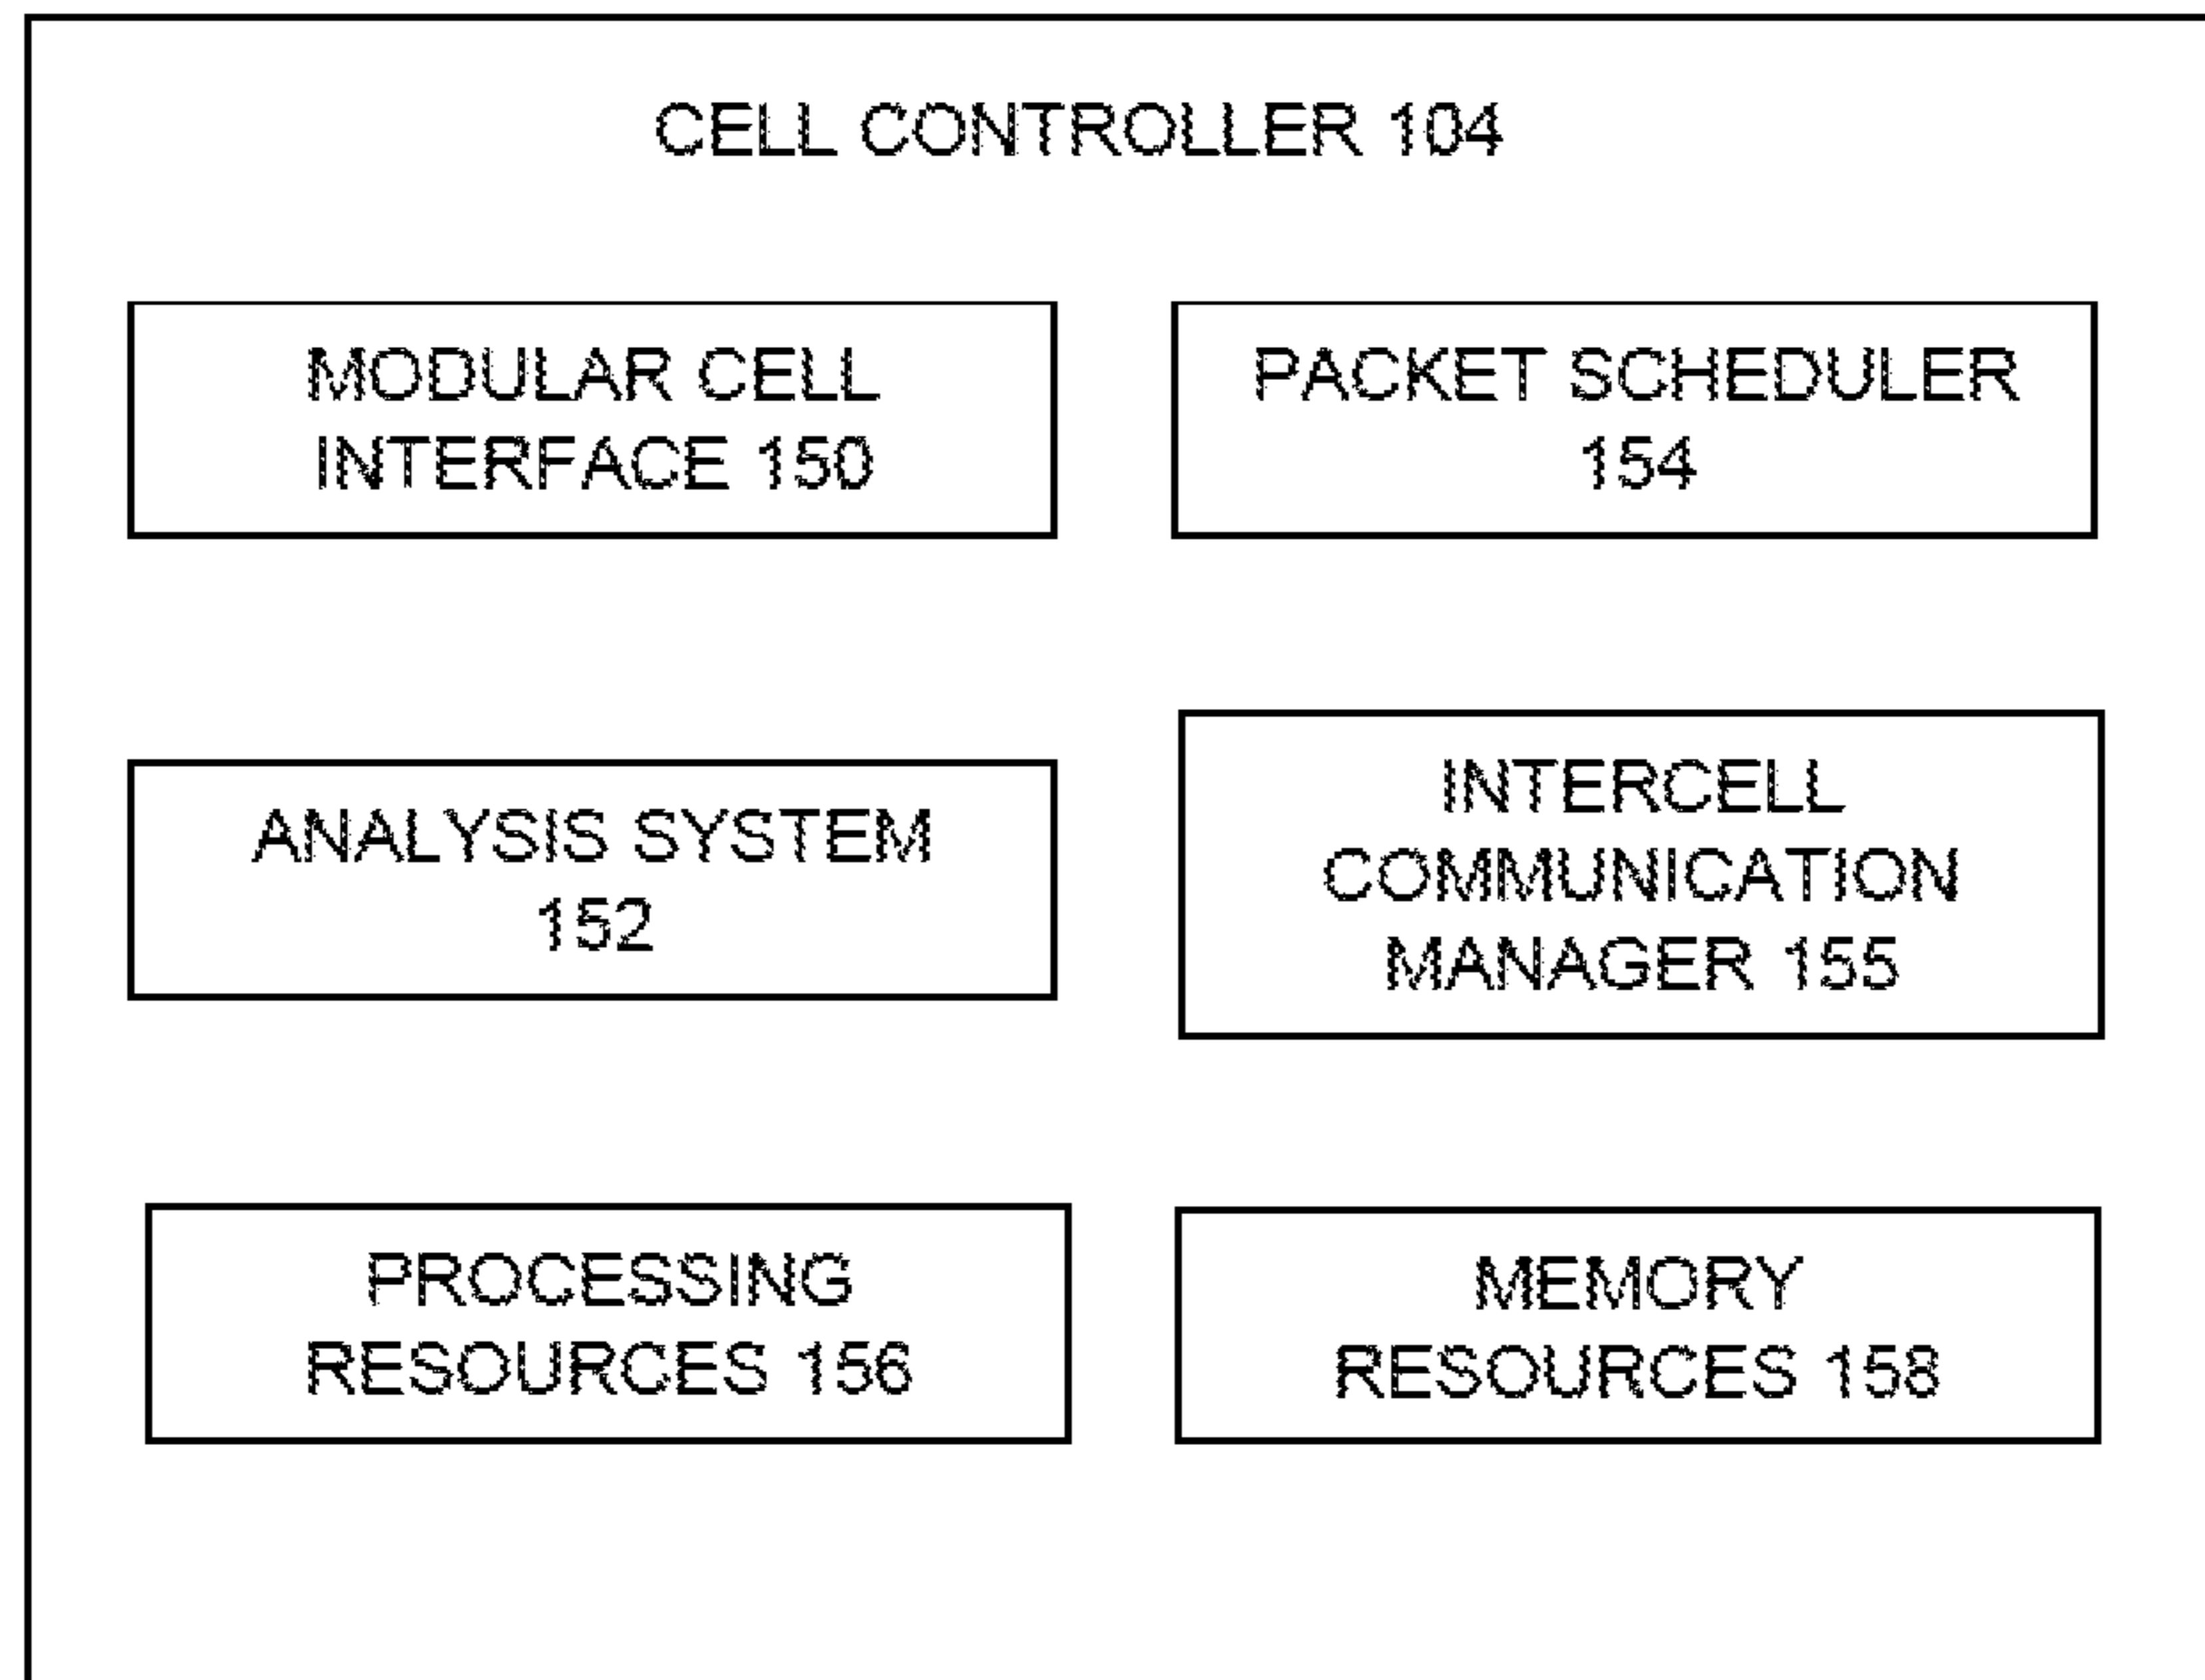 CELL CONTROLLER 104
MODULAR CELL
INTERFACE 150
PACKET SCHEDULER
154
ANALYSIS SYSTEM
152
INTERCELL
COMMUNICATION
MANAGER 155
PROCESSING
RESOURCES 156
MEMORY
RESOURCES 158